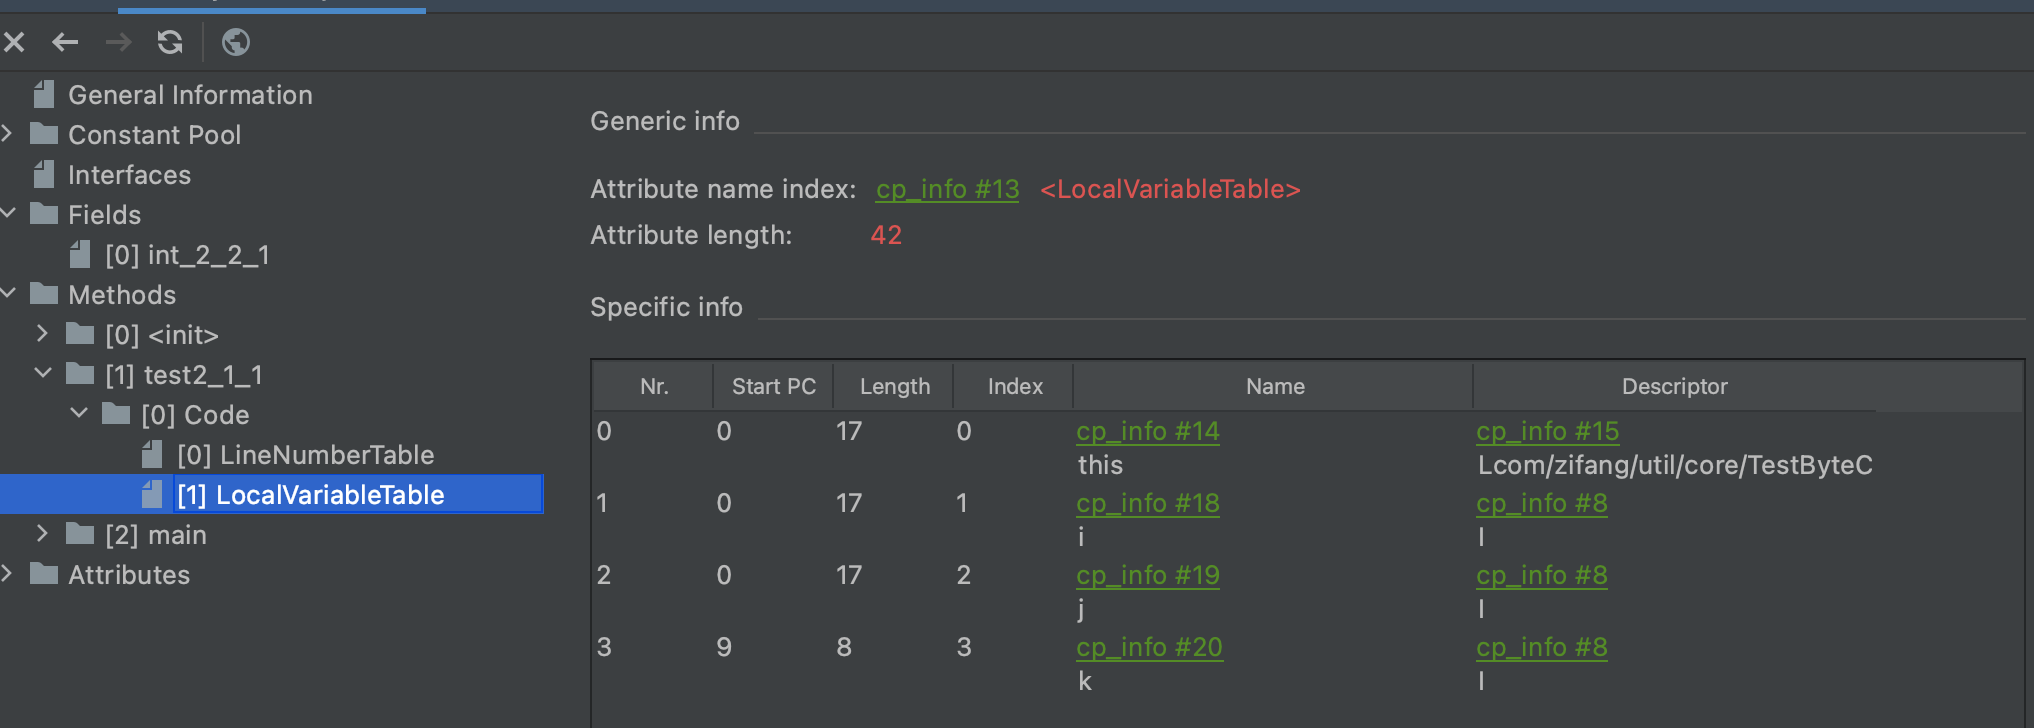 General Information
Constant Pool
Interfaces
Fields
[0] int_2_2_1
Methods
[0] <init>
[1] test2_1_1
[0] Code
[0] LineNumberTable
[1] LocalVariableTable
[2] main
Attributes
Generic info
Attribute name index: cp_info #13 <LocalVariableTable>
Attribute length: 42
Specific info
Nr. Start PC Length Index Name Descriptor
0 0 17 0 cp_info #14 cp_info #15
this Lcom/zifang/util/core/TestByteC
1 0 17 1 cp_info #18 cp_info #8
i I
2 0 17 2 cp_info #19 cp_info #8
j I
3 9 8 3 cp_info #20 cp_info #8
k I